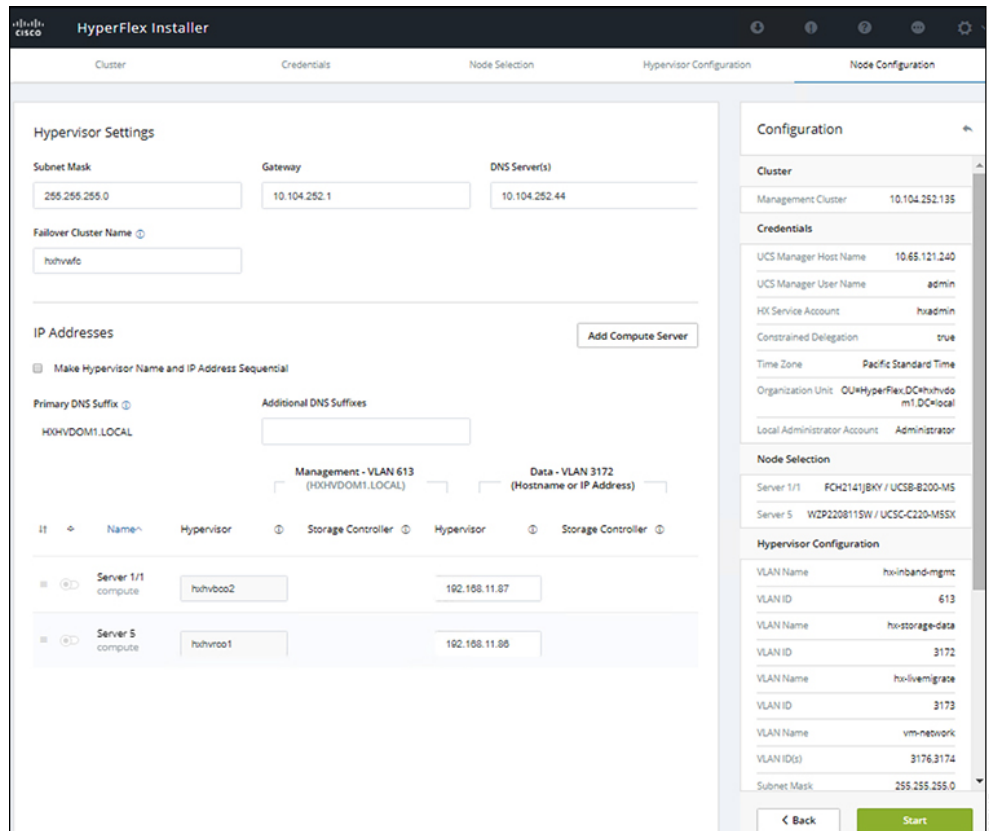 CISCO
HyperFlex Installer
Cluster
Credentials
Node Selection
Hypervisor Configuration
Node Configuration
Hypervisor Settings
Subnet Mask
Gateway
DNS Server(s)
255.255.255.0
10.104.252.1
10.104.252.44
Failover Cluster Name
hxhvwfc
IP Addresses
Add Compute Server
Make Hypervisor Name and IP Address Sequential
Primary DNS Suffix
Additional DNS Suffixes
HXHVDOM1.LOCAL
Management - VLAN 613
(HXHVDOM1.LOCAL)
Data - VLAN 3172
(Hostname or IP Address)
Name
Hypervisor
Storage Controller
Hypervisor
Storage Controller
Server 1/1
compute
hxhvbco2
192.168.11.87
Server 5
compute
hxhvrco1
192.168.11.86
Configuration
Cluster
Management Cluster 10.104.252.135
Credentials
UCS Manager Host Name 10.65.121.240
UCS Manager User Name admin
HX Service Account hxadmin
Constrained Delegation true
Time Zone Pacific Standard Time
Organization Unit OU=HyperFlex,DC=hxhvdo
m1,DC=local
Local Administrator Account Administrator
Node Selection
Server 1/1 FCH2141JBKY / UCSB-B200-M5
Server 5 WZP220811SW / UCSC-C220-M5SX
Hypervisor Configuration
VLAN Name hx-inband-mgmt
VLAN ID 613
VLAN Name hx-storage-data
VLAN ID 3172
VLAN Name hx-livemigrate
VLAN ID 3173
VLAN Name vm-network
VLAN ID(s) 3176,3174
Subnet Mask 255.255.255.0
Back
Start